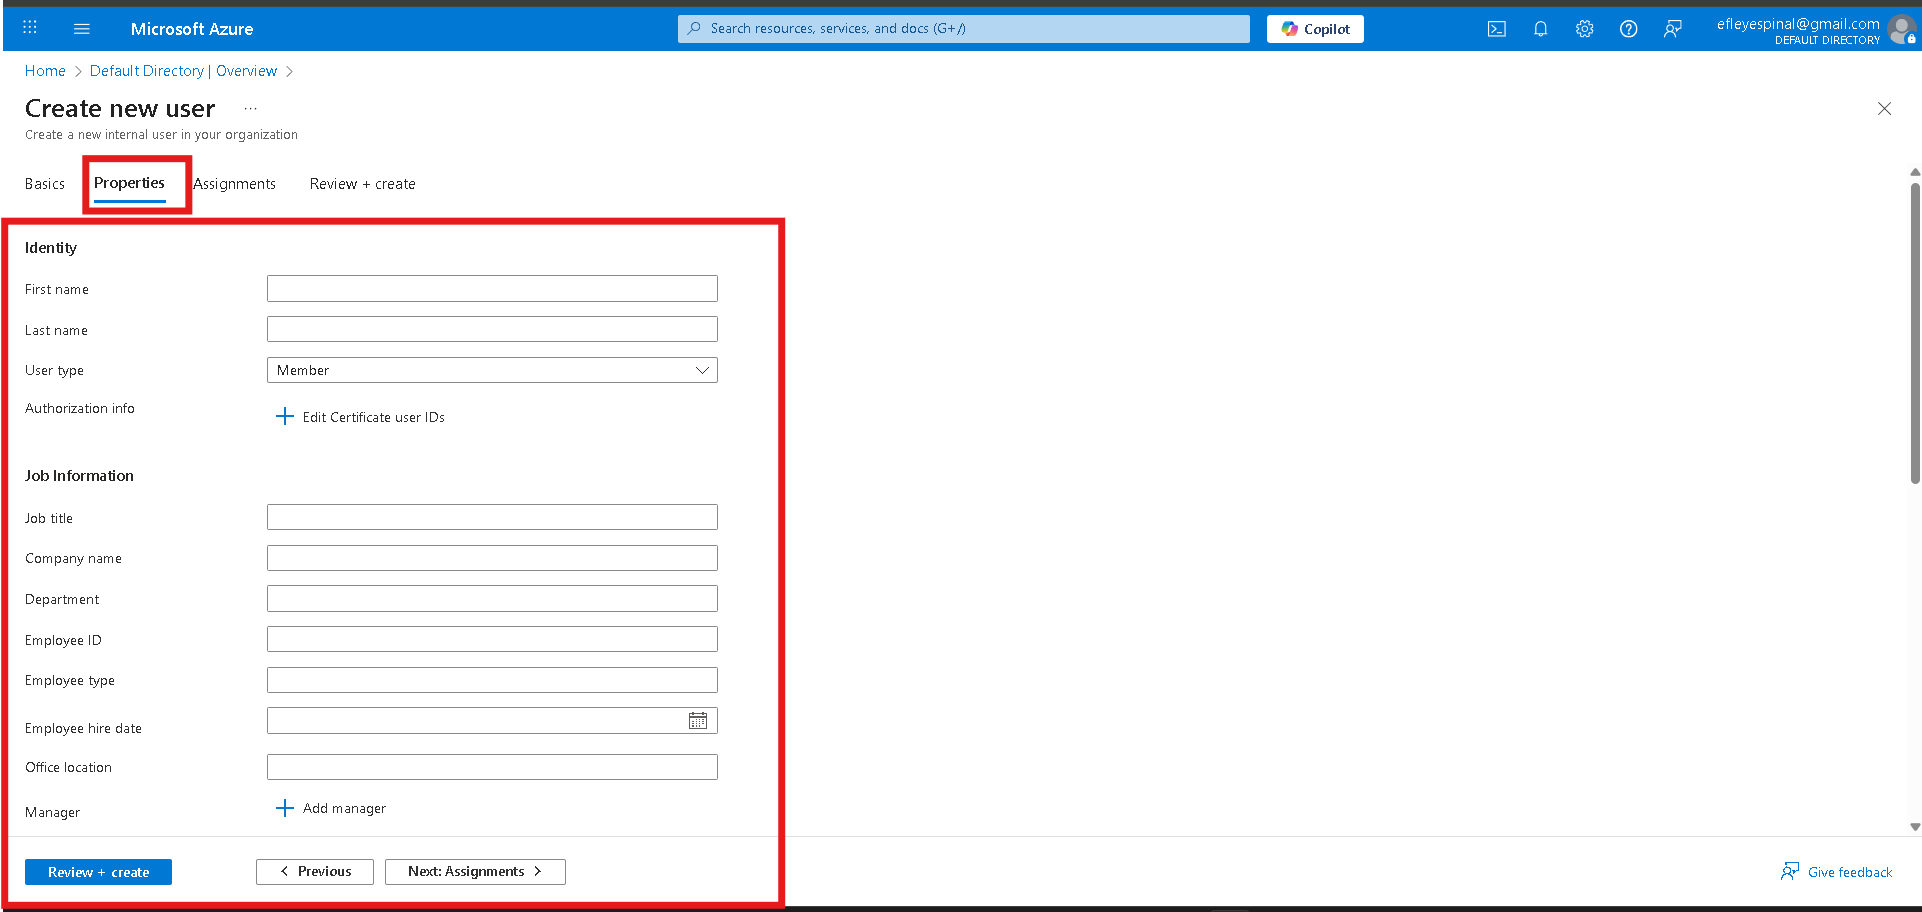 Microsoft Azure
Search resources, services, and docs (G+/)
Copilot
efleyespinal@gmail.com
DEFAULT DIRECTORY
Home > Default Directory | Overview >
Create new user ...
Create a new internal user in your organization
Basics Properties Assignments Review + create
Identity
First name
Last name
User type Member
Authorization info
+ Edit Certificate user IDs
Job Information
Job title
Company name
Department
Employee ID
Employee type
Employee hire date
Office location
Manager + Add manager
Review + create < Previous Next: Assignments >
Give feedback